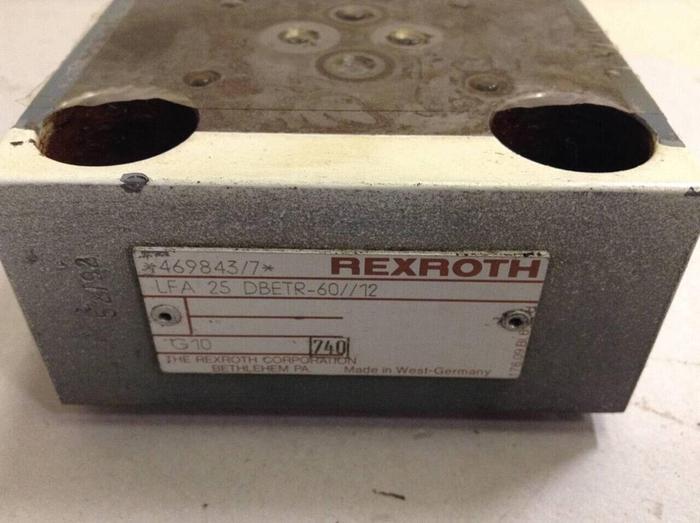 *469843/7* REXROTH
LFA 25 DBETR-60//12
G10 740
THE REXROTH CORPORATION
BETHLEHEM PA. Made in West-Germany